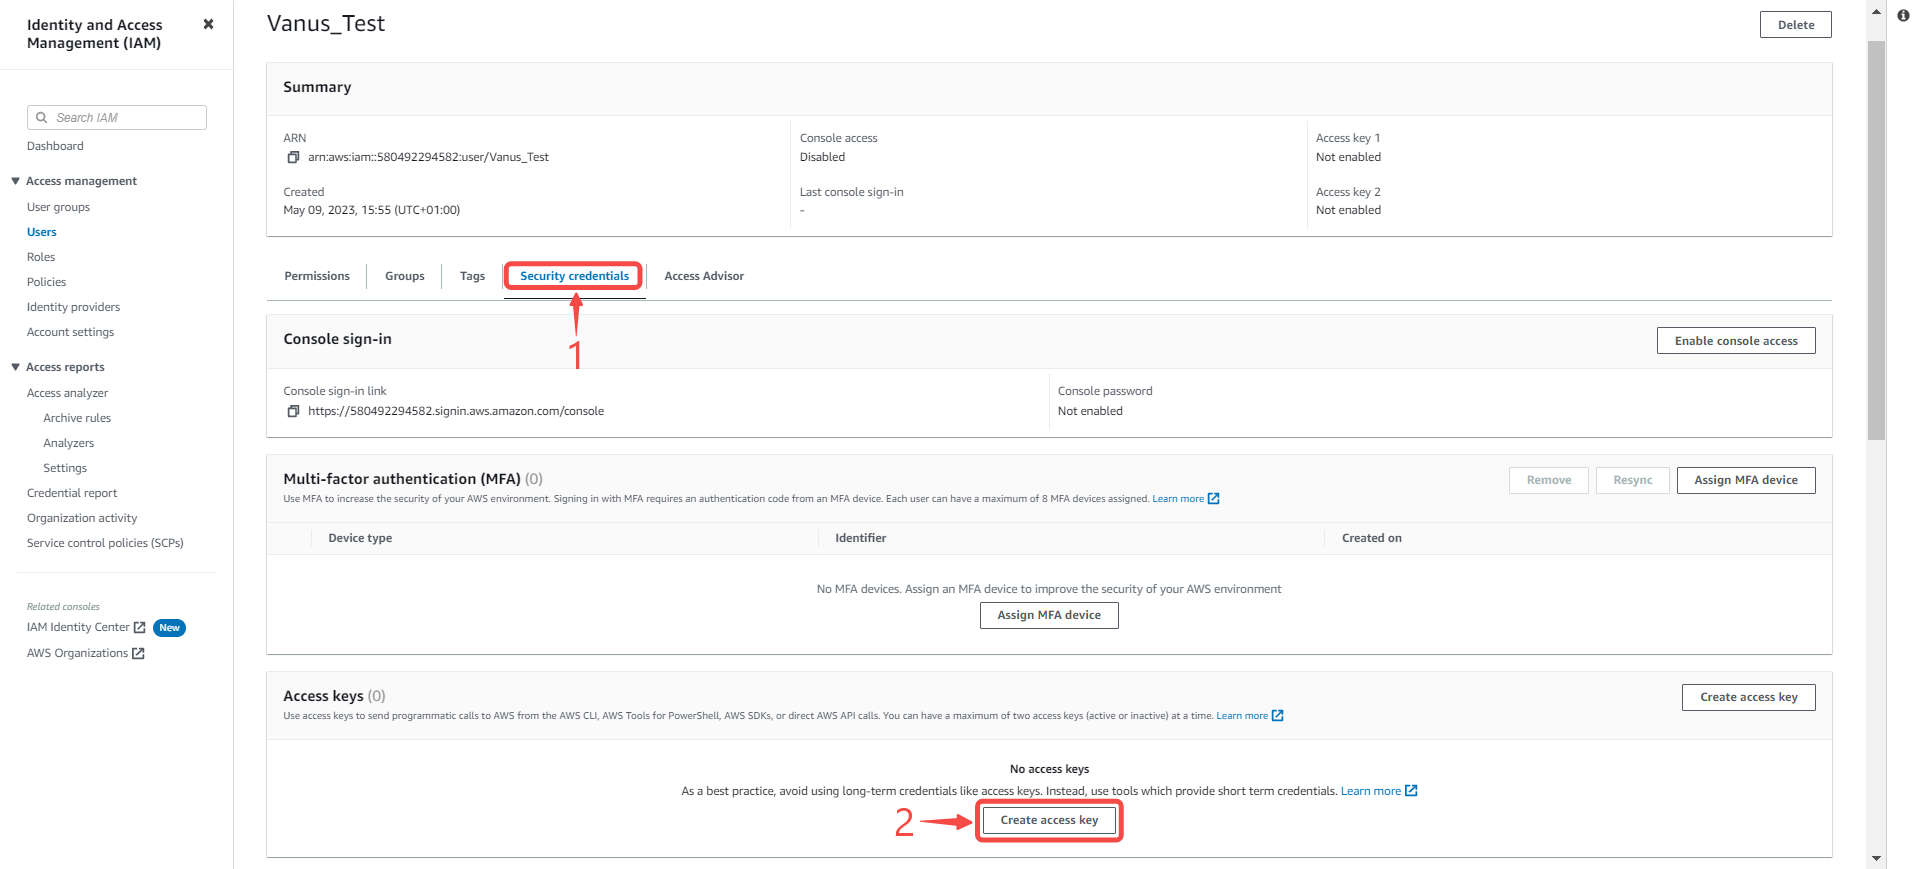 Identity and Access
Management (IAM)
Search IAM
Dashboard
Access management
User groups
Users
Roles
Policies
Identity providers
Account settings
Access reports
Access analyzer
Archive rules
Analyzers
Settings
Credential report
Organization activity
Service control policies (SCPs)
Related consoles
IAM Identity Center New
AWS Organizations
Vanus_Test
Delete
Summary
ARN
arn:aws:iam::580492294582:user/Vanus_Test
Created
May 09, 2023, 15:55 (UTC+01:00)
Console access
Disabled
Last console sign-in
-
Access key 1
Not enabled
Access key 2
Not enabled
Permissions Groups Tags Security credentials Access Advisor
1
Console sign-in
Enable console access
Console sign-in link
https://580492294582.signin.aws.amazon.com/console
Console password
Not enabled
Multi-factor authentication (MFA) (0)
Use MFA to increase the security of your AWS environment. Signing in with MFA requires an authentication code from an MFA device. Each user can have a maximum of 8 MFA devices assigned. Learn more
Remove Resync Assign MFA device
Device type Identifier Created on
No MFA devices. Assign an MFA device to improve the security of your AWS environment
Assign MFA device
Access keys (0)
Use access keys to send programmatic calls to AWS from the AWS CLI, AWS Tools for PowerShell, AWS SDKs, or direct AWS API calls. You can have a maximum of two access keys (active or inactive) at a time. Learn more
Create access key
No access keys
As a best practice, avoid using long-term credentials like access keys. Instead, use tools which provide short term credentials. Learn more
2 Create access key